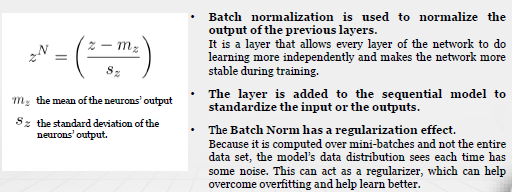 z^N = ( (z − m_z) / s_z )
m_z the mean of the neurons' output
s_z the standard deviation of the
neurons' output.
• Batch normalization is used to normalize the
output of the previous layers.
It is a layer that allows every layer of the network to do
learning more independently and makes the network more
stable during training.
• The layer is added to the sequential model to
standardize the input or the outputs.
• The Batch Norm has a regularization effect.
Because it is computed over mini-batches and not the entire
data set, the model's data distribution sees each time has
some noise. This can act as a regularizer, which can help
overcome overfitting and help learn better.